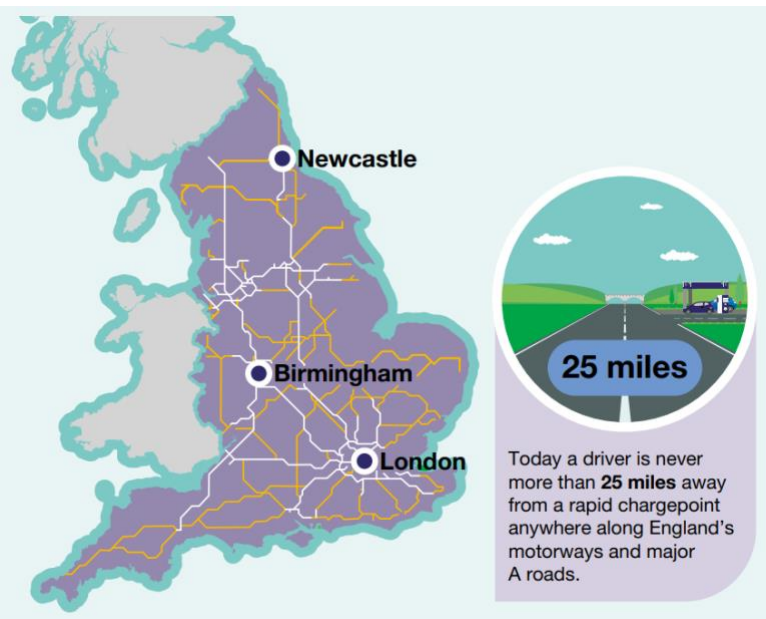 Newcastle
Birmingham
London
25 miles
Today a driver is never
more than 25 miles away
from a rapid chargepoint
anywhere along England's
motorways and major
A roads.